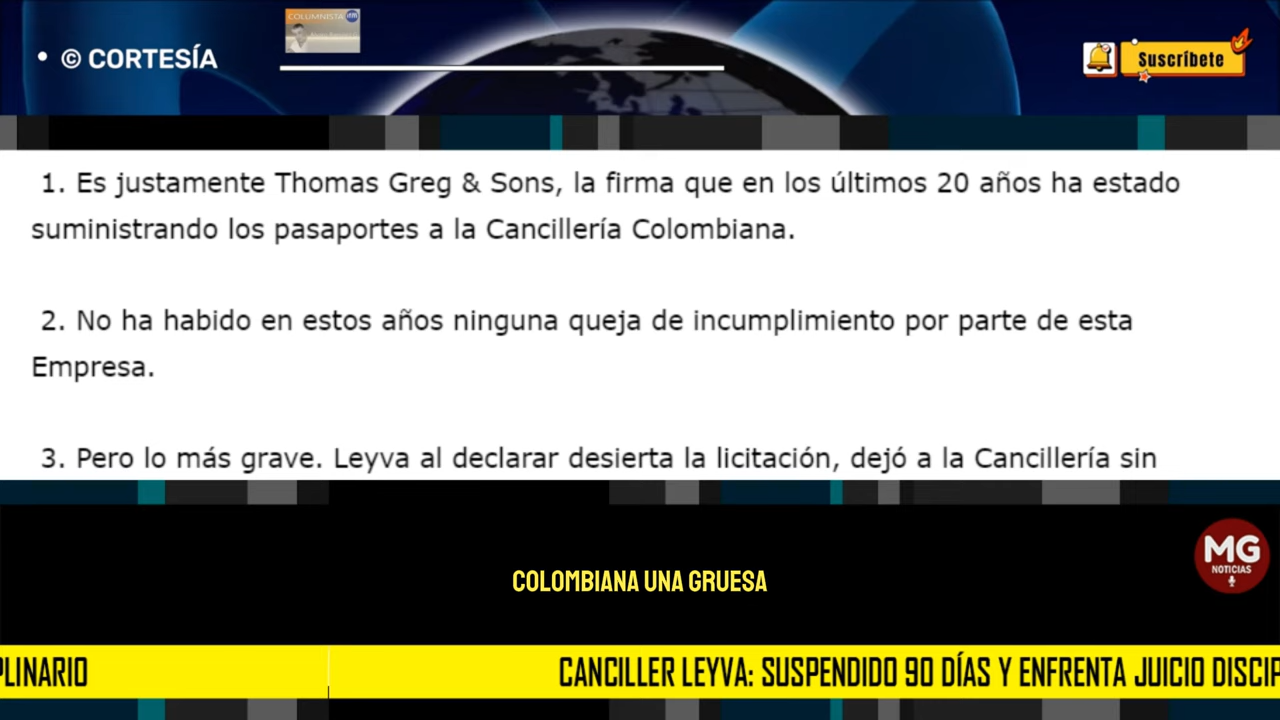 • © CORTESÍA
COLUMNISTA
Suscríbete
1. Es justamente Thomas Greg & Sons, la firma que en los últimos 20 años ha estado
suministrando los pasaportes a la Cancillería Colombiana.
2. No ha habido en estos años ninguna queja de incumplimiento por parte de esta
Empresa.
3. Pero lo más grave. Leyva al declarar desierta la licitación, dejó a la Cancillería sin
MG
NOTICIAS
COLOMBIANA UNA GRUESA
PLINARIO
CANCILLER LEYVA: SUSPENDIDO 90 DÍAS Y ENFRENTA JUICIO DISCIP